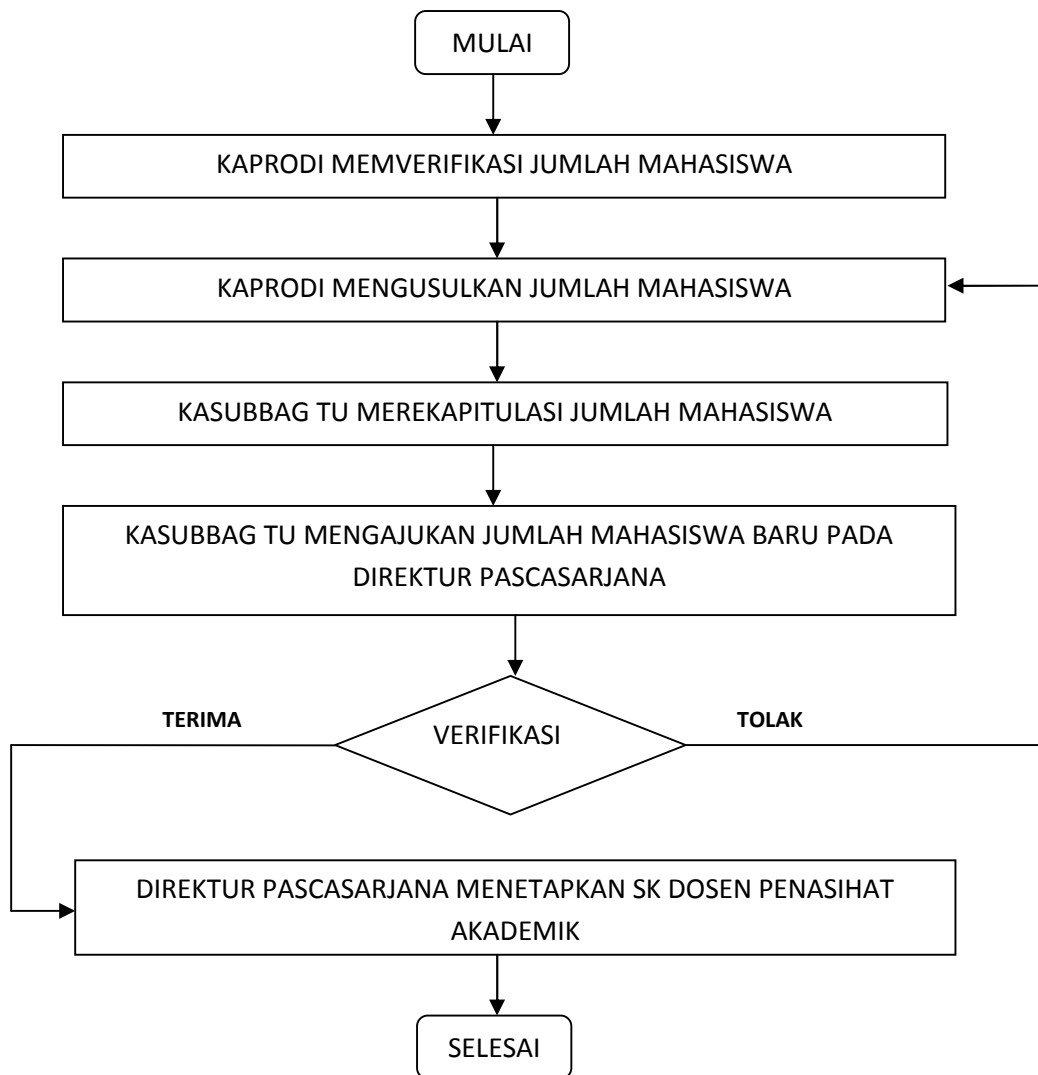 MULAI
KAPRODI MEMVERIFIKASI JUMLAH MAHASISWA
KAPRODI MENGUSULKAN JUMLAH MAHASISWA
KASUBBAG TU MEREKAPITULASI JUMLAH MAHASISWA
KASUBBAG TU MENGAJUKAN JUMLAH MAHASISWA BARU PADA
DIREKTUR PASCASARJANA
TERIMA
VERIFIKASI
TOLAK
DIREKTUR PASCASARJANA MENETAPKAN SK DOSEN PENASIHAT
AKADEMIK
SELESAI